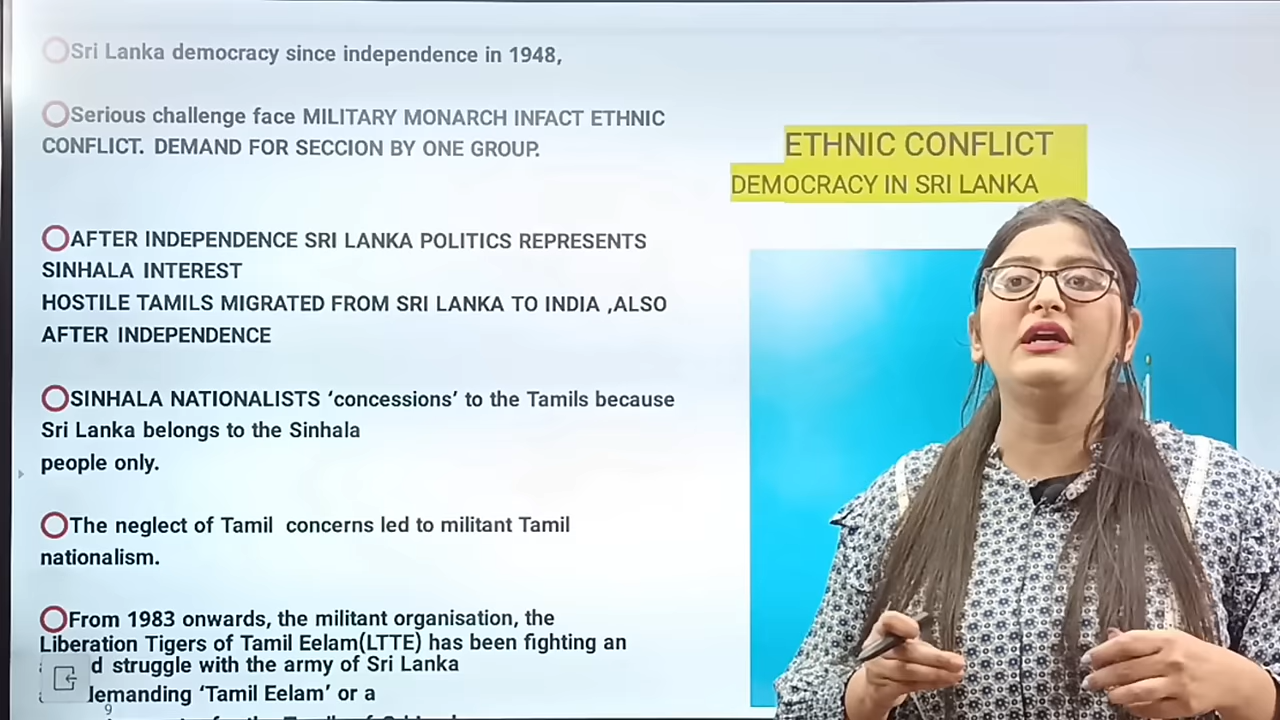 Sri Lanka democracy since independence in 1948,
Serious challenge face MILITARY MONARCH INFACT ETHNIC
CONFLICT. DEMAND FOR SECCION BY ONE GROUP.
AFTER INDEPENDENCE SRI LANKA POLITICS REPRESENTS
SINHALA INTEREST
HOSTILE TAMILS MIGRATED FROM SRI LANKA TO INDIA ,ALSO
AFTER INDEPENDENCE
SINHALA NATIONALISTS ‘concessions’ to the Tamils because
Sri Lanka belongs to the Sinhala
people only.
The neglect of Tamil concerns led to militant Tamil
nationalism.
From 1983 onwards, the militant organisation, the
Liberation Tigers of Tamil Eelam(LTTE) has been fighting an
struggle with the army of Sri Lanka
demanding ‘Tamil Eelam’ or a
9
ETHNIC CONFLICT
DEMOCRACY IN SRI LANKA